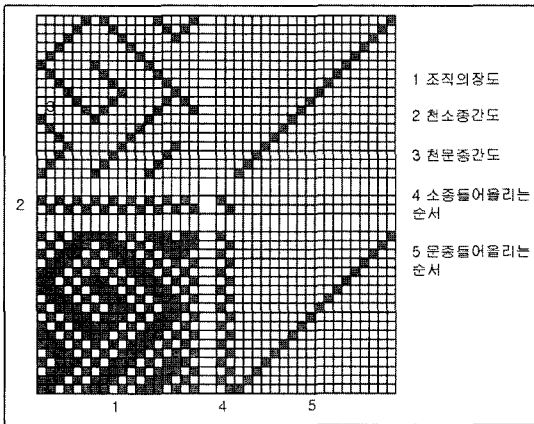 3
2
1
4
5
1 조직의장도
2 천소종간도
3 천문종간도
4 소종들어올리는
순서
5 문종들어올리는
순서